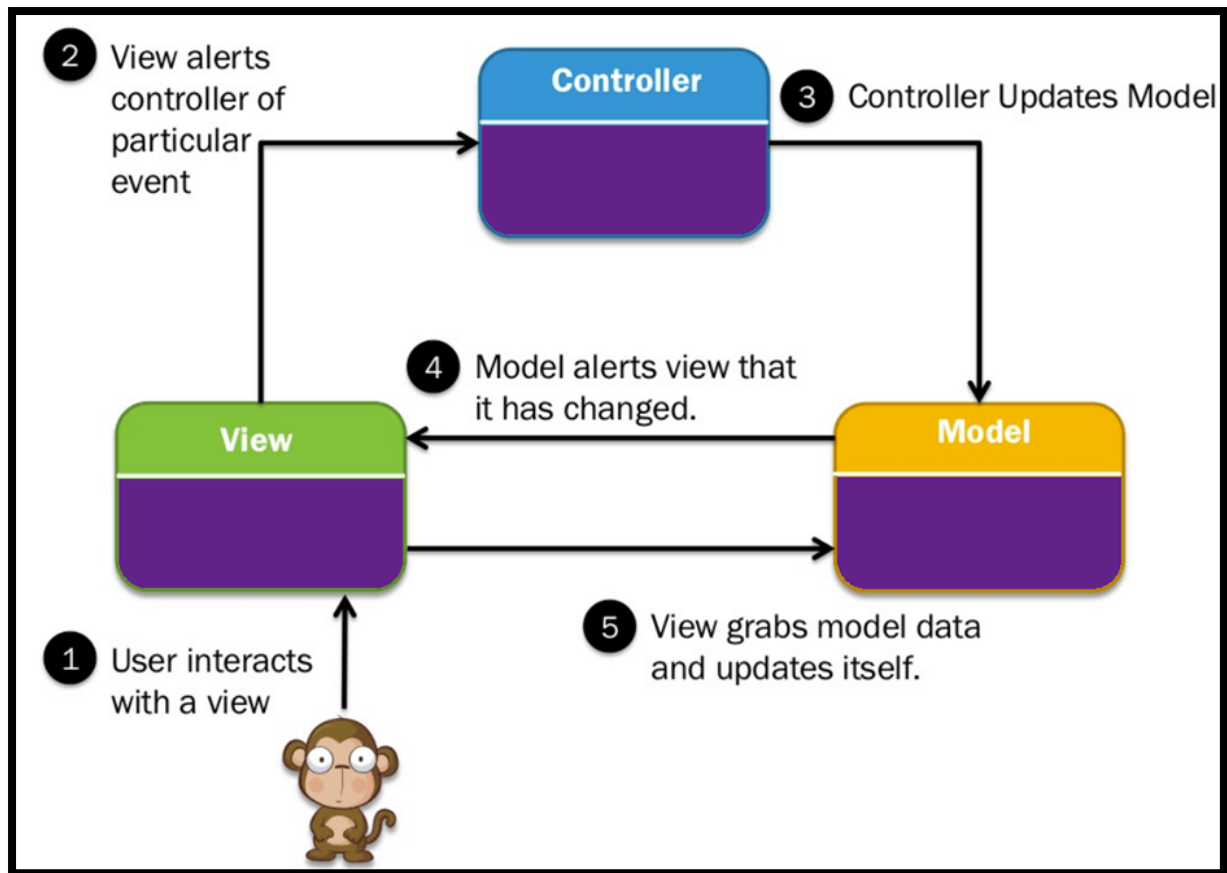 2
View alerts
controller of
particular
event
Controller
3
Controller Updates Model
4
Model alerts view that
it has changed.
View
Model
1
User interacts
with a view
5
View grabs model data
and updates itself.